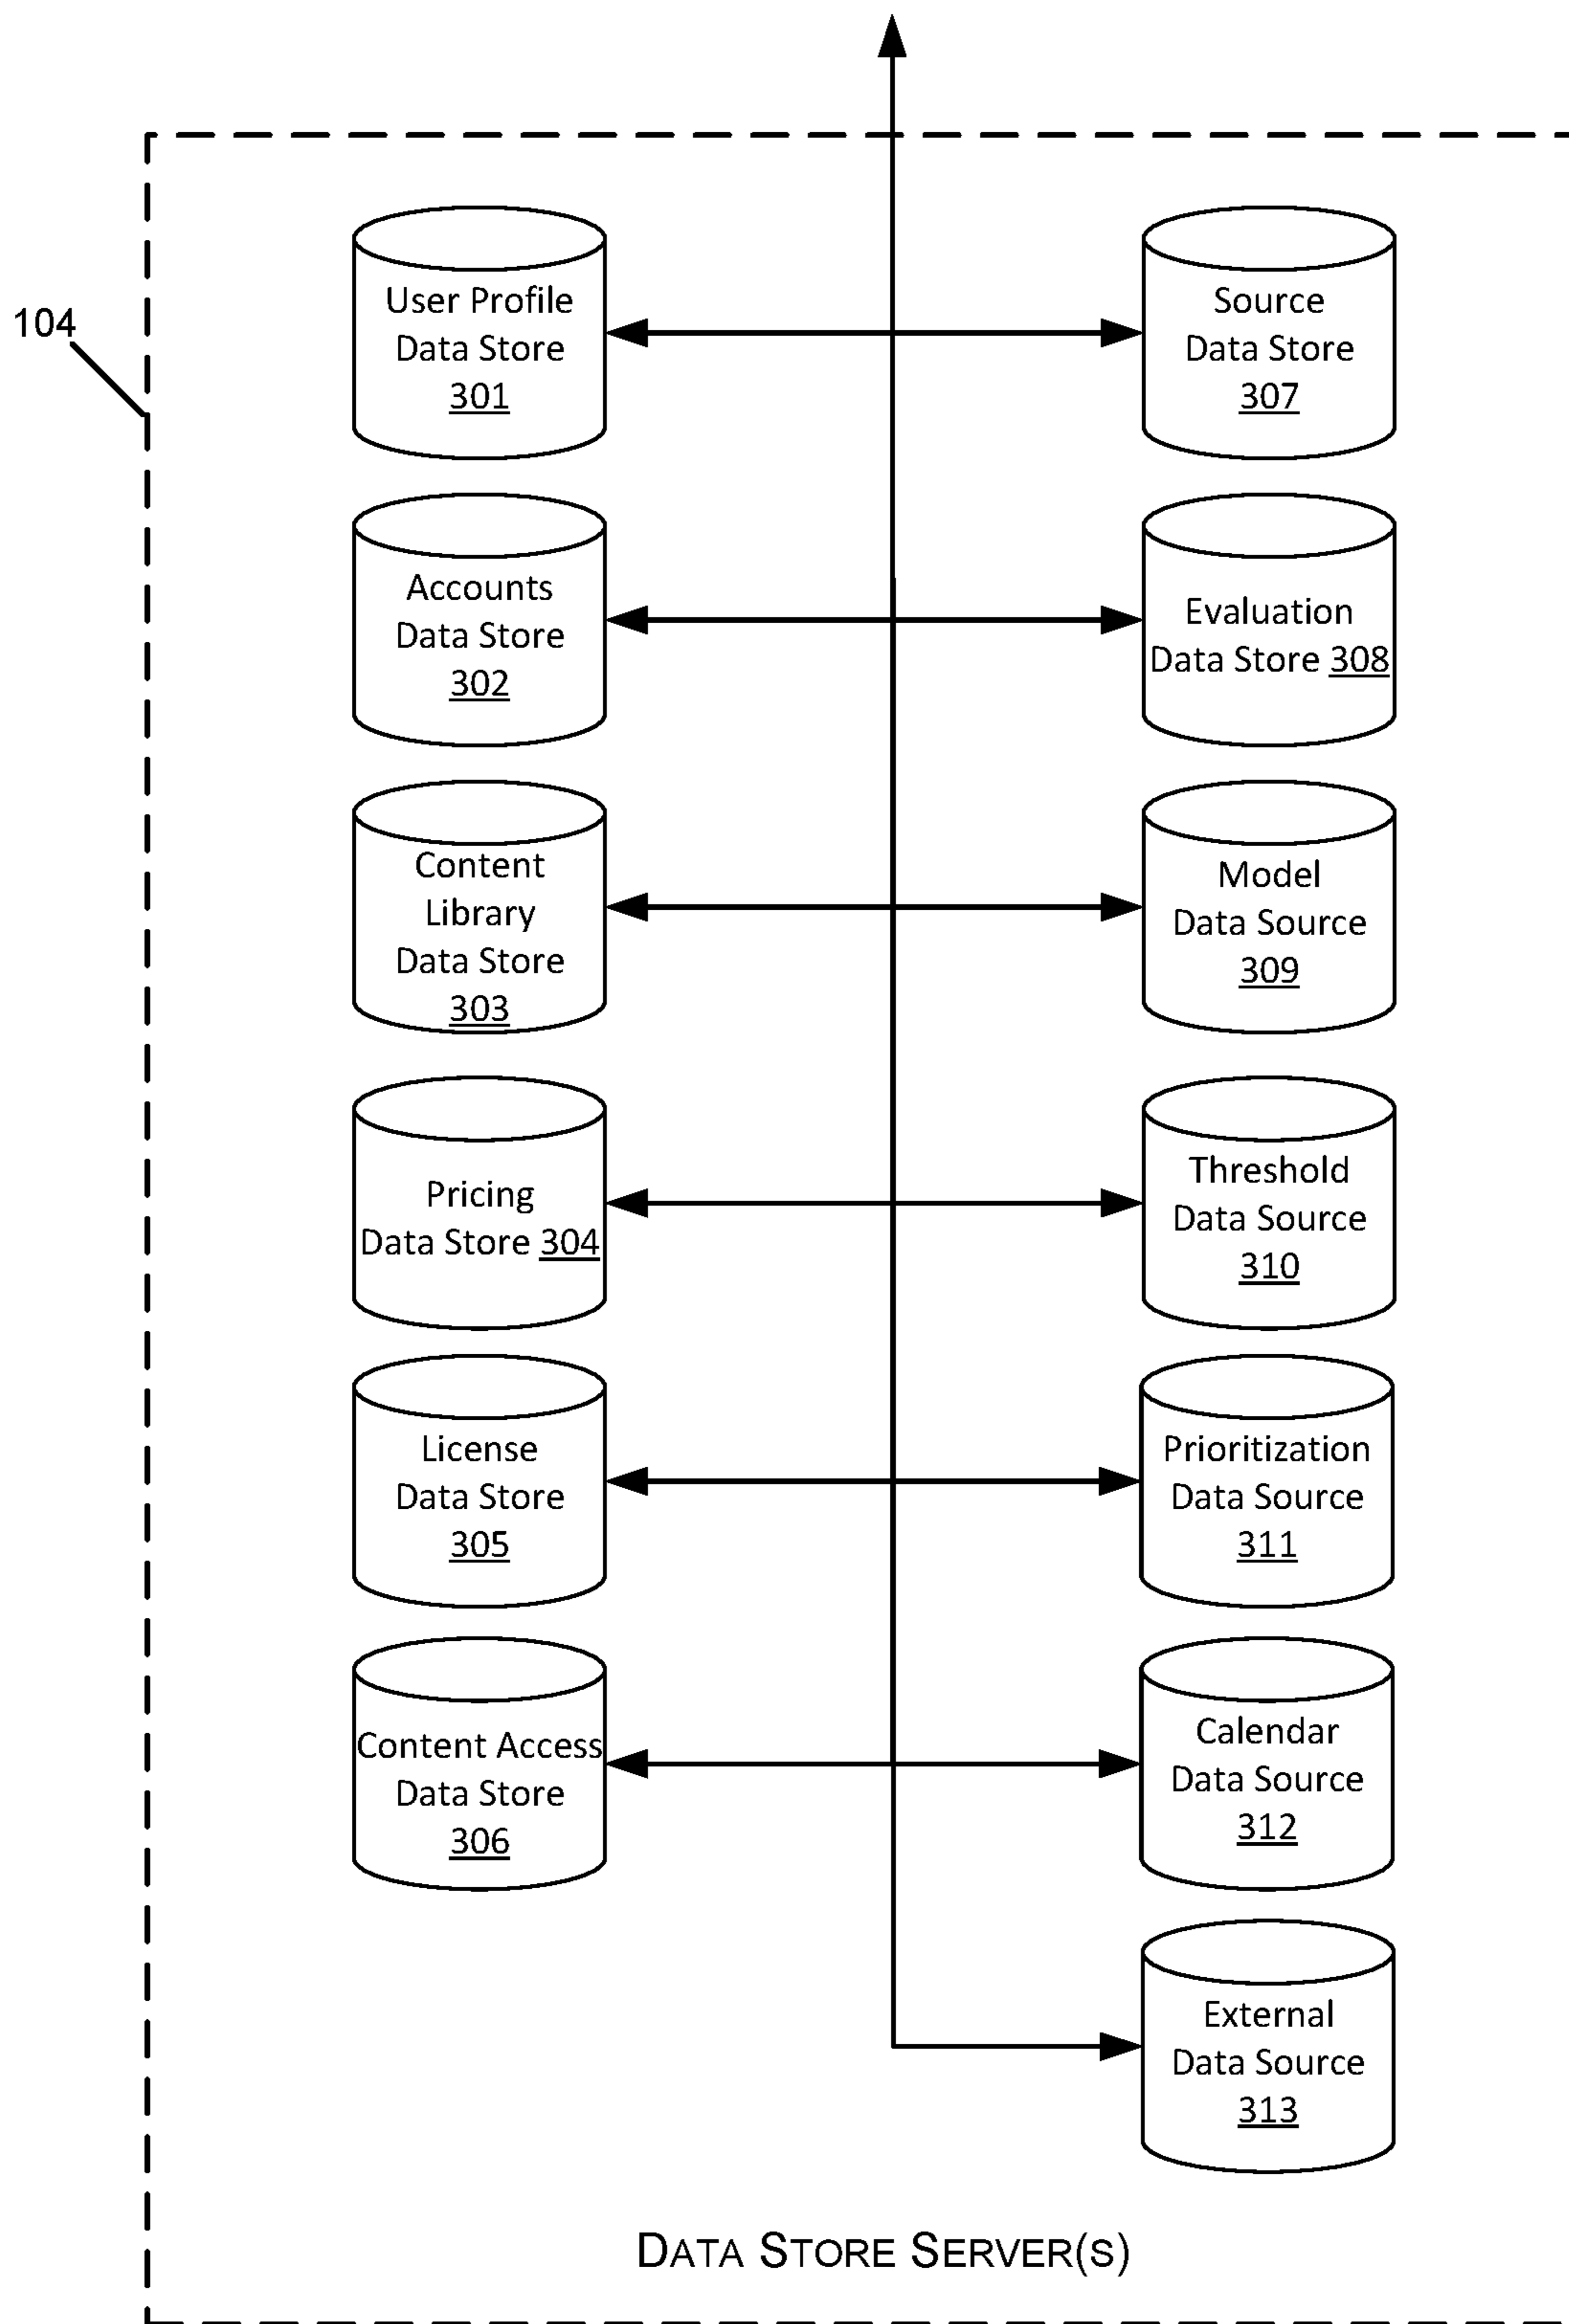 104
User Profile
Data Store
301
Source
Data Store
307
Accounts
Data Store
302
Evaluation
Data Store 308
Content
Library
Data Store
303
Model
Data Source
309
Pricing
Data Store 304
Threshold
Data Source
310
License
Data Store
305
Prioritization
Data Source
311
Content Access
Data Store
306
Calendar
Data Source
312
External
Data Source
313
DATA STORE SERVER(S)